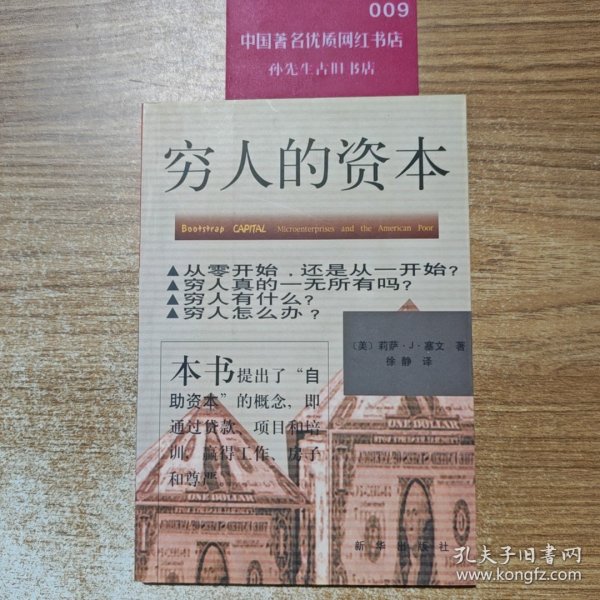 009
中国著名优质网红书店
孙先生古旧书店
穷人的资本
Bootstrap CAPITAL Microenterprises and the American Poor
▲从零开始，还是从一开始？
▲穷人真的一无所有吗？
▲穷人有什么？
▲穷人怎么办？
〔美〕莉萨·J·塞文 著
徐静 译
本书提出了“自
助资本”的概念，即
通过贷款、项目和培
训，赢得工作、房子
和尊严。
ONE DOLLAR
ONE DOLLAR
新华出版社
孔夫子旧书网
www.kongfz.com